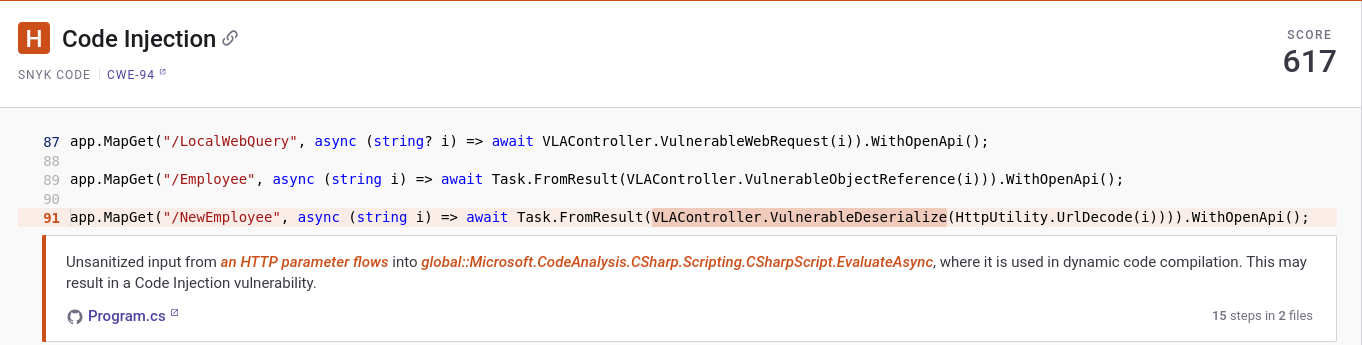 H Code Injection
SCORE
617
SNYK CODE | CWE-94
87 app.MapGet("/LocalWebQuery", async (string? i) => await VLAController.VulnerableWebRequest(i)).WithOpenApi();
88
89 app.MapGet("/Employee", async (string i) => await Task.FromResult(VLAController.VulnerableObjectReference(i))).WithOpenApi();
90
91 app.MapGet("/NewEmployee", async (string i) => await Task.FromResult(VLAController.VulnerableDeserialize(HttpUtility.UrlDecode(i)))).WithOpenApi();
Unsanitized input from an HTTP parameter flows into global::Microsoft.CodeAnalysis.CSharp.Scripting.CSharpScript.EvaluateAsync, where it is used in dynamic code compilation. This may
result in a Code Injection vulnerability.
Program.cs
15 steps in 2 files